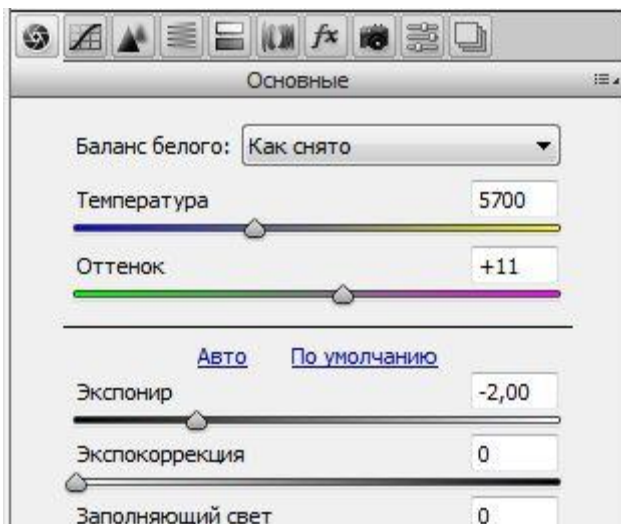 fx
Основные
Баланс белого: Как снято
Температура 5700
Оттенок +11
Авто По умолчанию
Экспонир -2,00
Экспокоррекция 0
Заполняющий свет 0